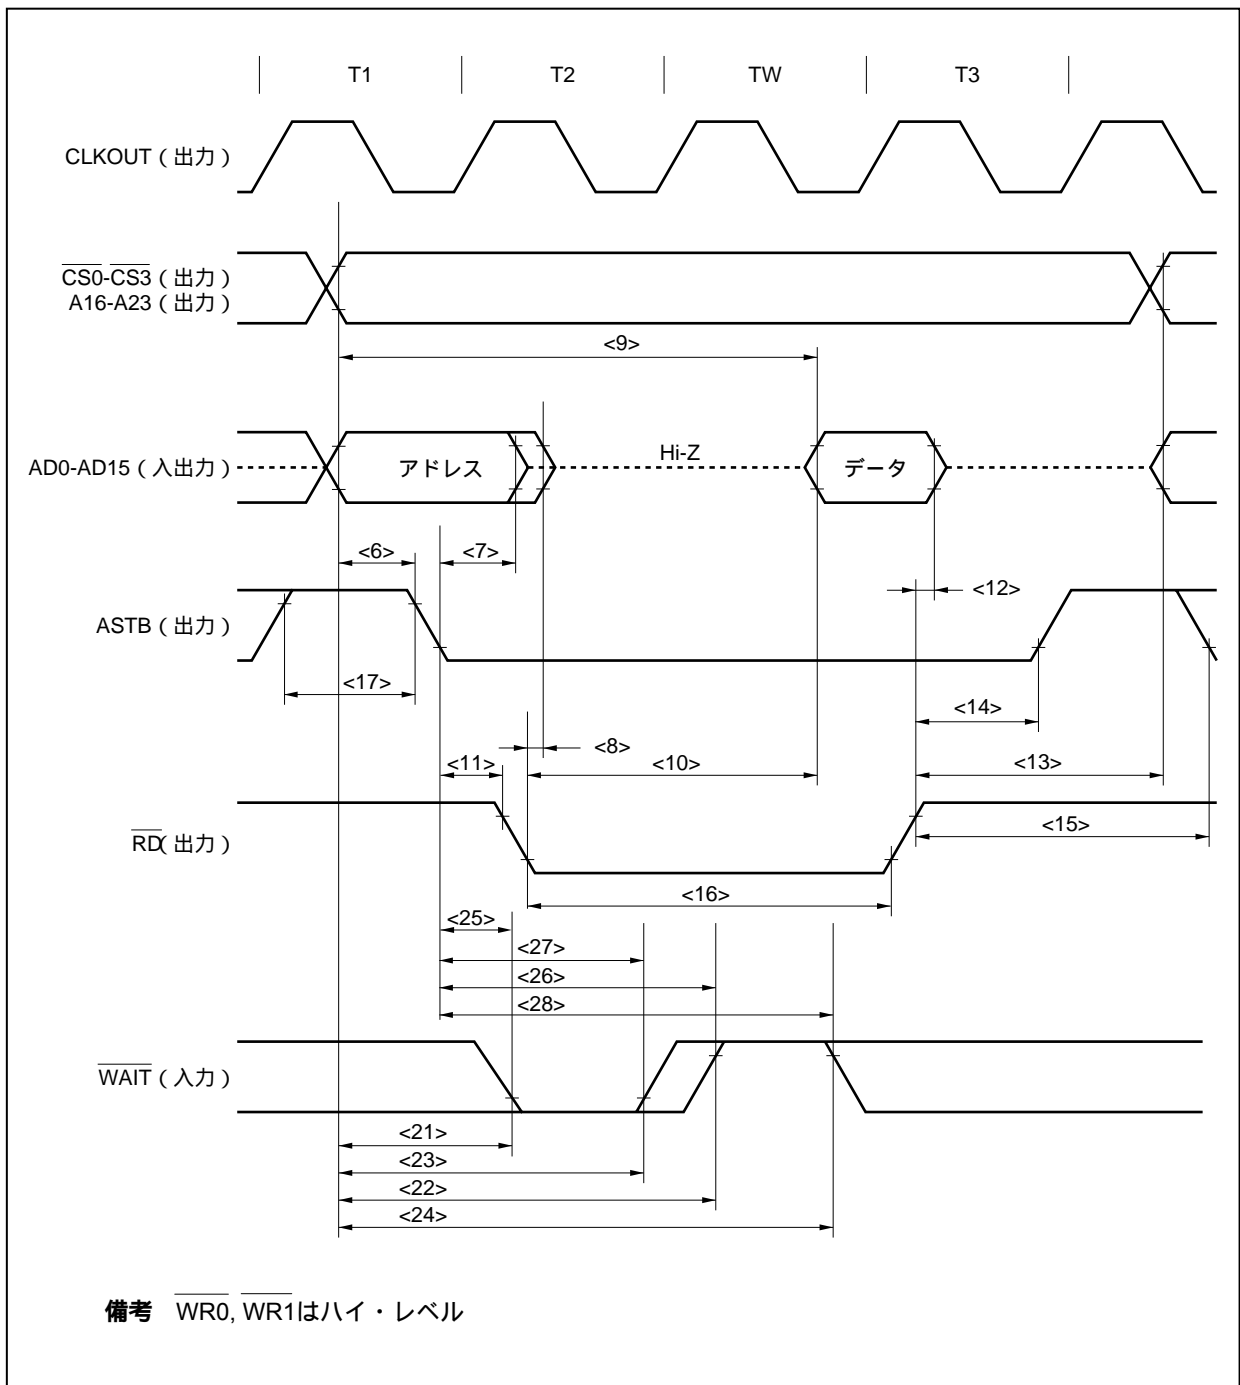 T1 T2 TW T3
CLKOUT（出力）
CS0-CS3（出力）
A16-A23（出力）
<9>
AD0-AD15（入出力）
アドレス
Hi-Z
データ
<6>
<7>
<12>
ASTB（出力）
<17>
<14>
<8>
<11>
<10>
<13>
RD（出力）
<15>
<16>
<25>
<27>
<26>
<28>
WAIT（入力）
<21>
<23>
<22>
<24>
備考 WR0, WR1はハイ・レベル